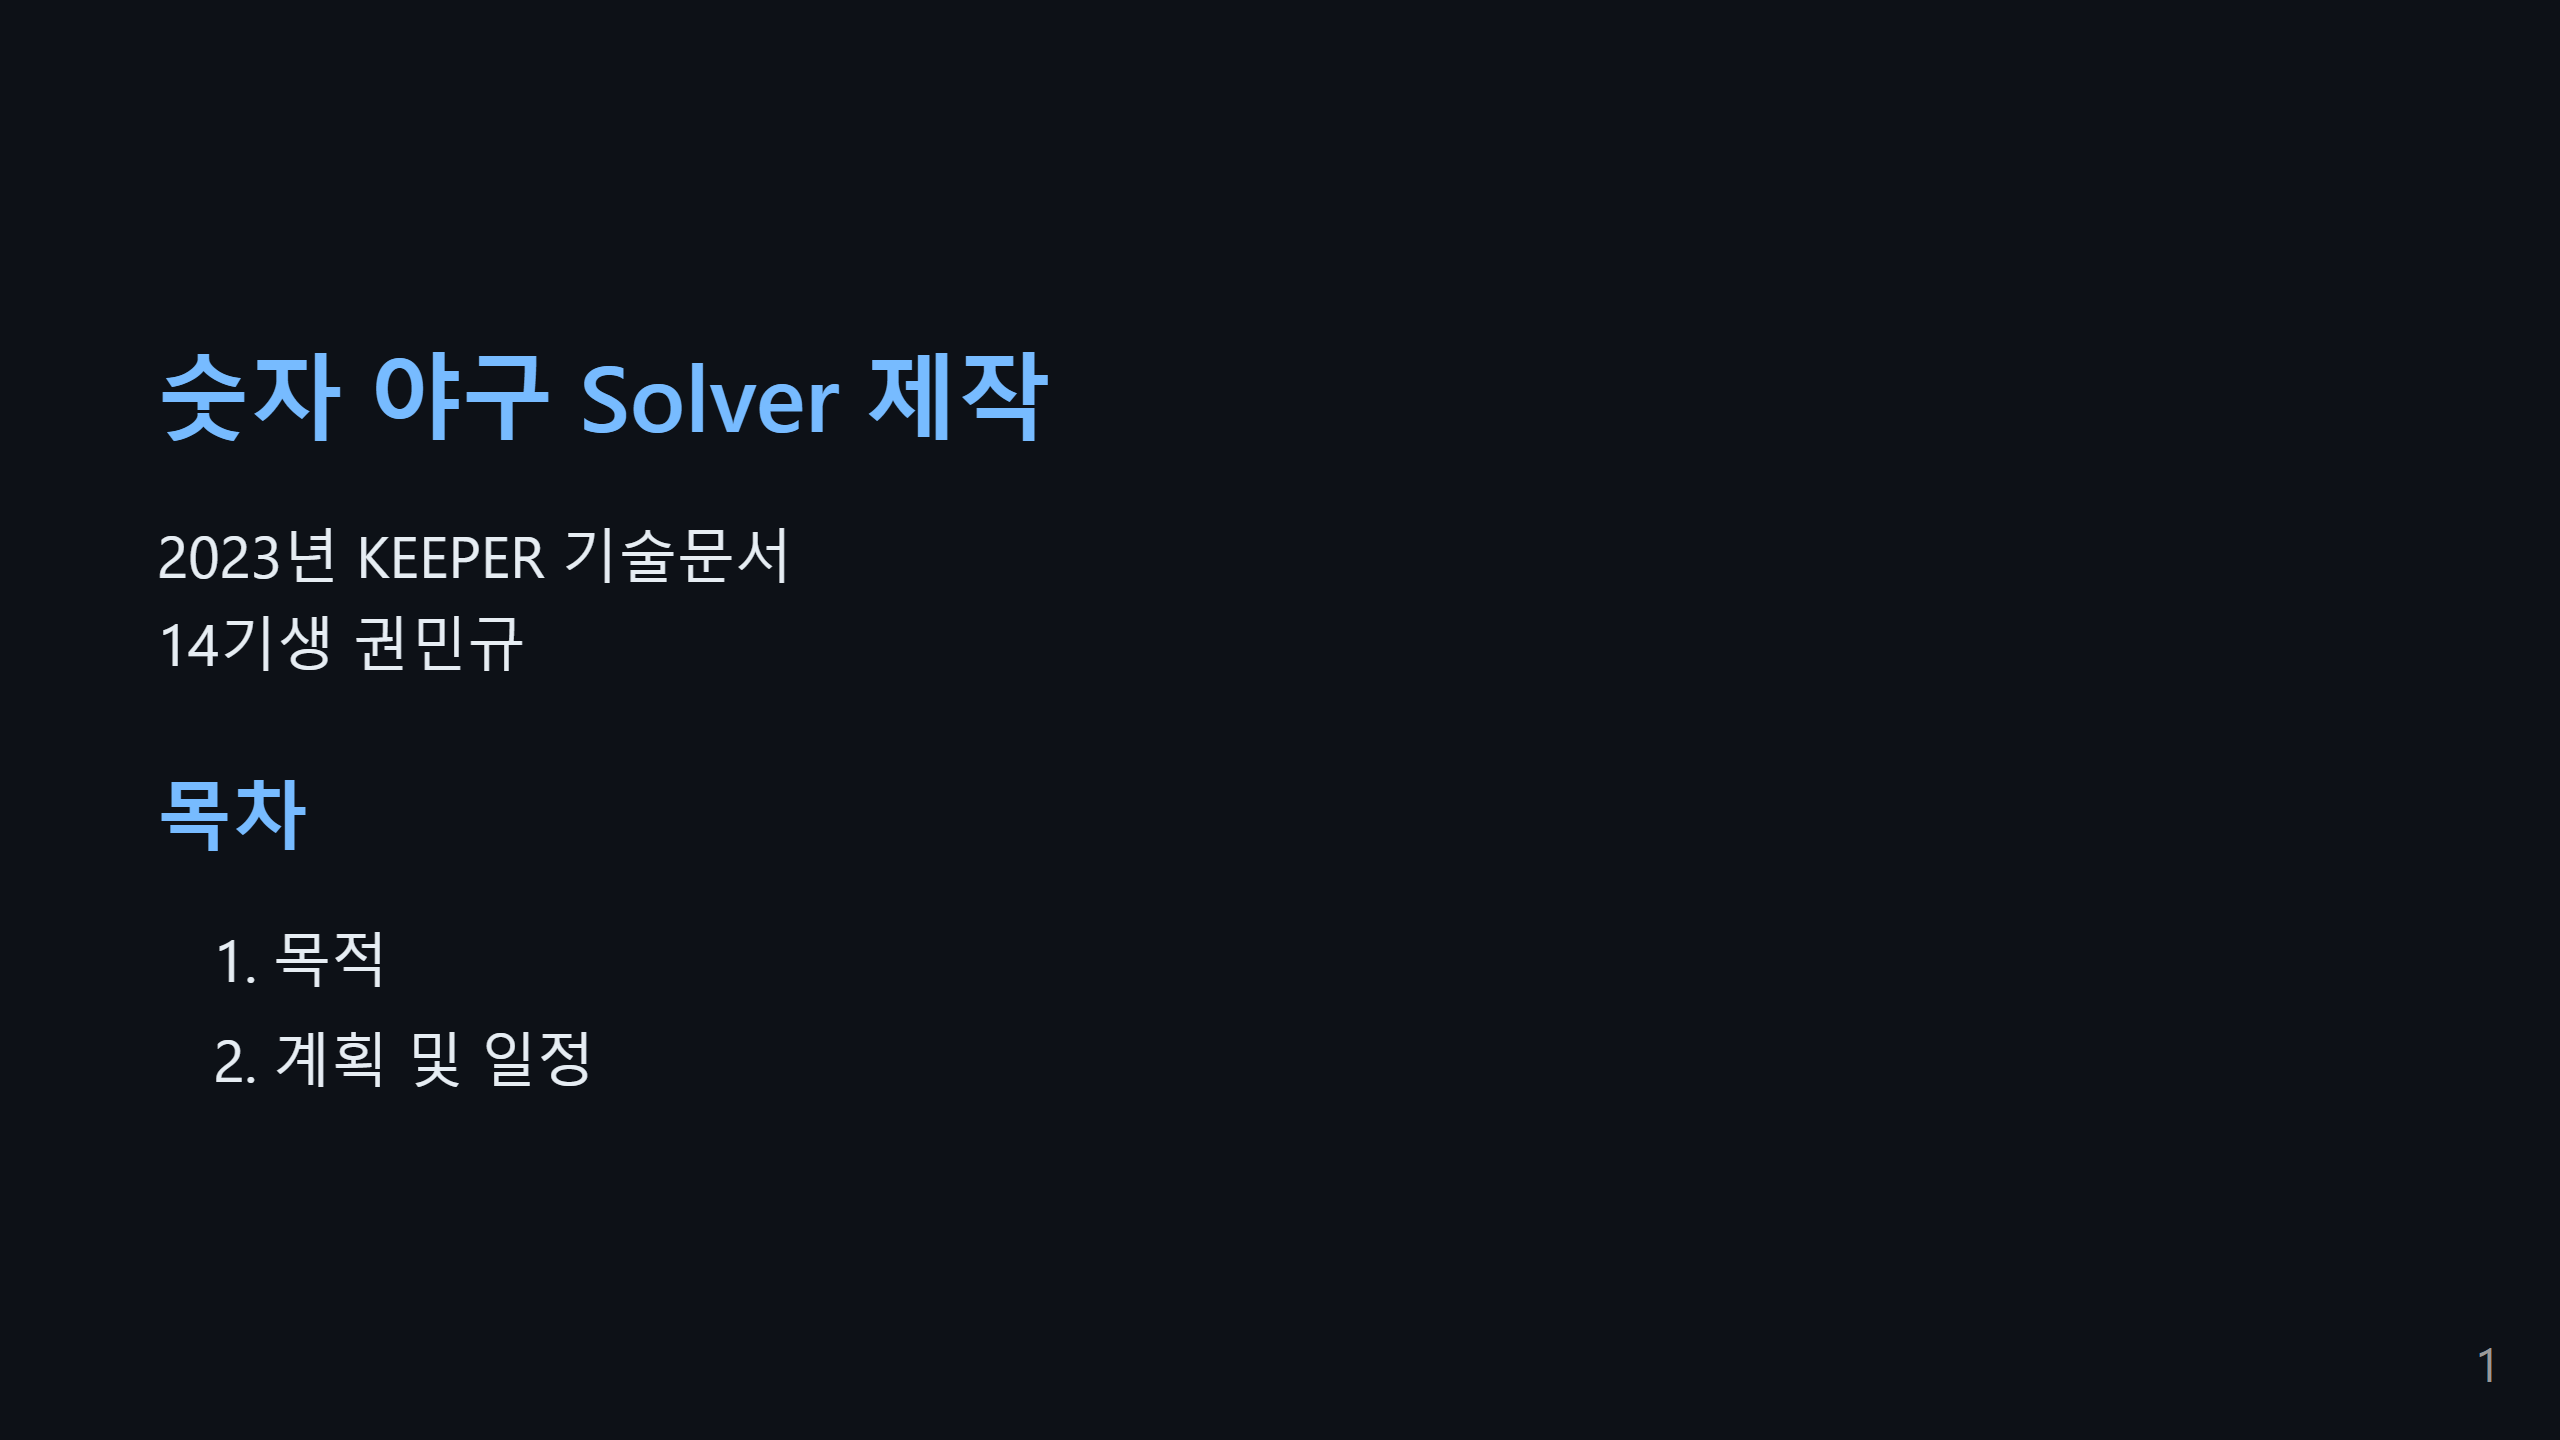 숫자 야구 Solver 제작
2023년 KEEPER 기술문서
14기생 권민규
목차
1. 목적
2. 계획 및 일정
1